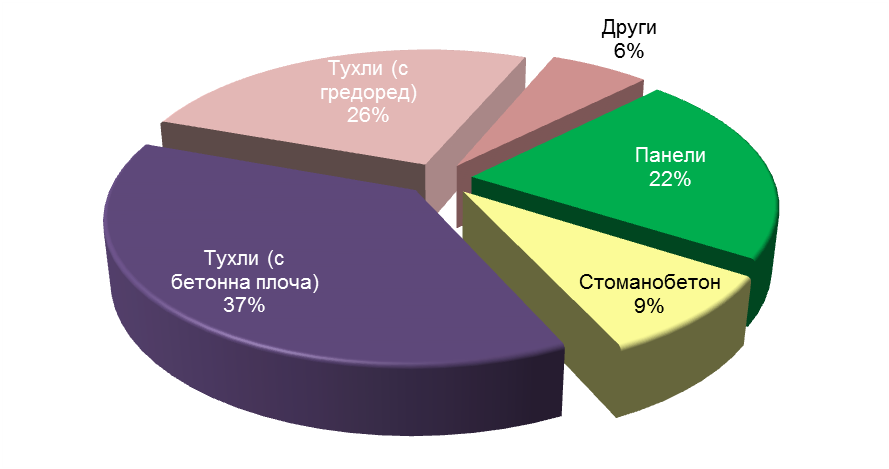 Други
6%
Тухли (с
гредоред)
26%
Панели
22%
Тухли (с
бетонна плоча)
37%
Стоманобетон
9%